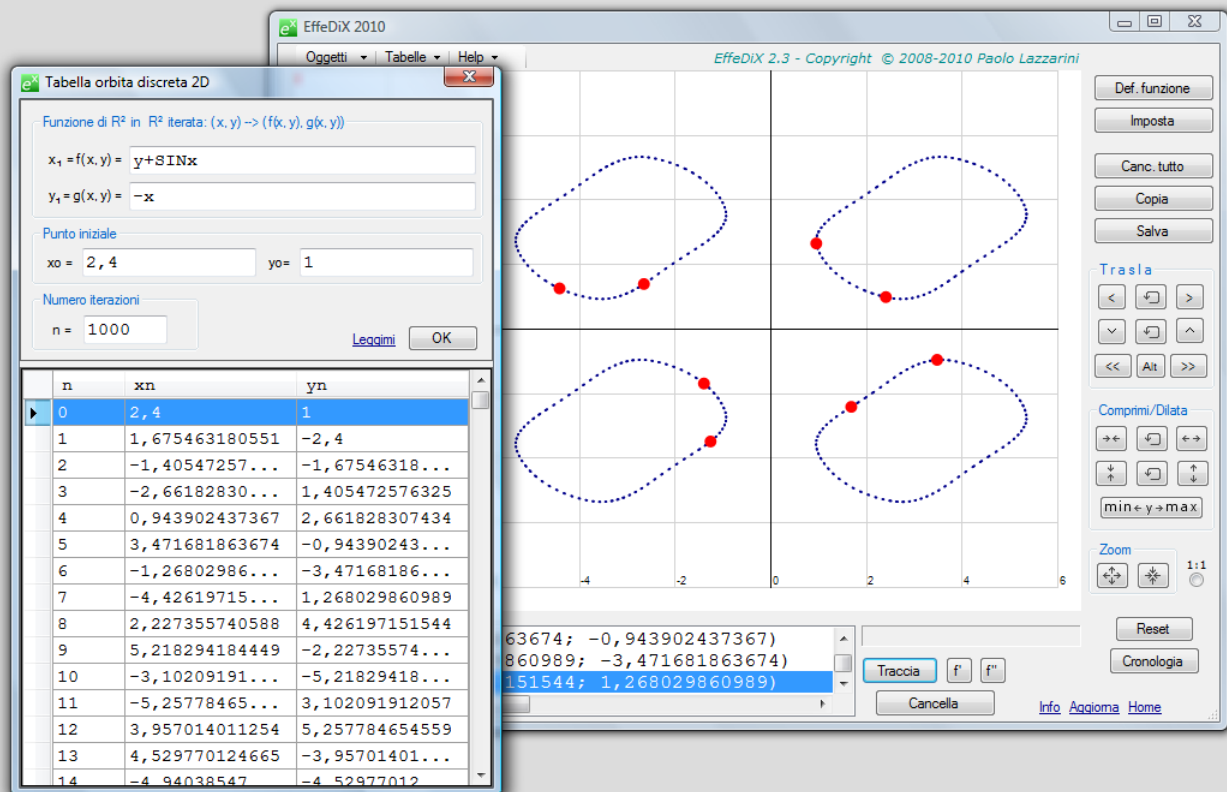 EffeDiX 2010
Oggetti Tabelle Help
EffeDiX 2.3 - Copyright © 2008-2010 Paolo Lazzarini
Tabella orbita discreta 2D
Funzione di R² in R² iterata: (x, y) --> (f(x, y), g(x, y))
x₁ = f(x, y) = y+SINx
y₁ = g(x, y) = -x
Punto iniziale
xo = 2,4 yo= 1
Numero iterazioni
n = 1000
Leggimi OK
n xn yn
0 2,4 1
1 1,675463180551 -2,4
2 -1,40547257... -1,67546318...
3 -2,66182830... 1,405472576325
4 0,943902437367 2,661828307434
5 3,471681863674 -0,94390243...
6 -1,26802986... -3,47168186...
7 -4,42619715... 1,268029860989
8 2,227355740588 4,426197151544
9 5,218294184449 -2,22735574...
10 -3,10209191... -5,21829418...
11 -5,25778465... 3,102091912057
12 3,957014011254 5,257784654559
13 4,529770124665 -3,95701401...
14 -4,94038547 -4,52977012
-4 -2 0 2 4 6
63674; -0,943902437367)
860989; -3,471681863674)
151544; 1,268029860989)
Def. funzione
Imposta
Canc. tutto
Copia
Salva
Trasla
< >
<< Alt >>
Comprimi/Dilata
min←y→max
Zoom
1:1
Reset
Cronologia
Traccia f' f''
Cancella
Info Aggiorna Home